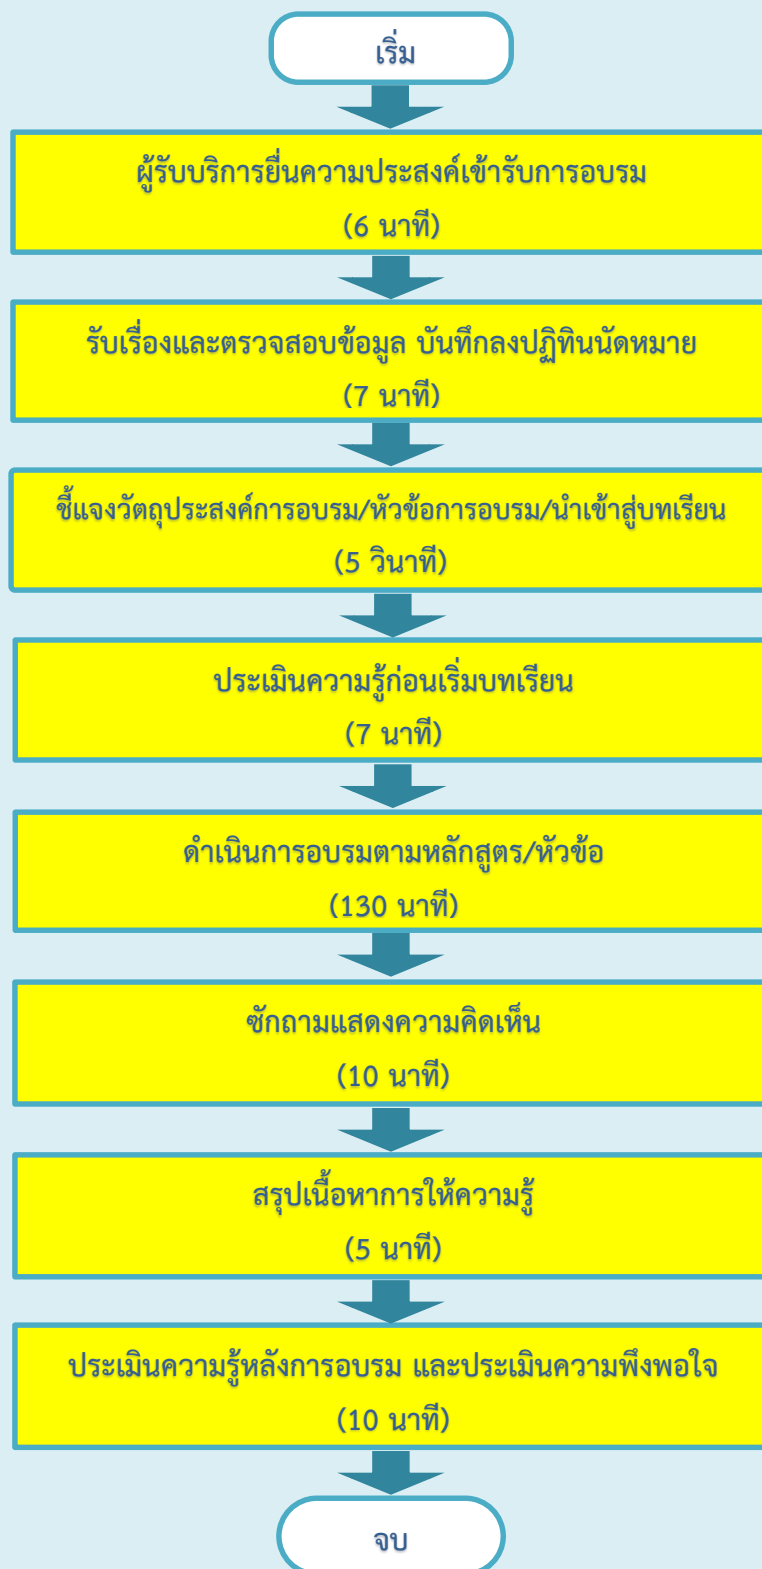 เริ่ม
ผู้รับบริการยื่นความประสงค์เข้ารับการอบรม
(6 นาที)
รับเรื่องและตรวจสอบข้อมูล บันทึกลงปฏิทินนัดหมาย
(7 นาที)
ชี้แจงวัตถุประสงค์การอบรม/หัวข้อการอบรม/นำเข้าสู่บทเรียน
(5 วินาที)
ประเมินความรู้ก่อนเริ่มบทเรียน
(7 นาที)
ดำเนินการอบรมตามหลักสูตร/หัวข้อ
(130 นาที)
ซักถามแสดงความคิดเห็น
(10 นาที)
สรุปเนื้อหาการให้ความรู้
(5 นาที)
ประเมินความรู้หลังการอบรม และประเมินความพึงพอใจ
(10 นาที)
จบ